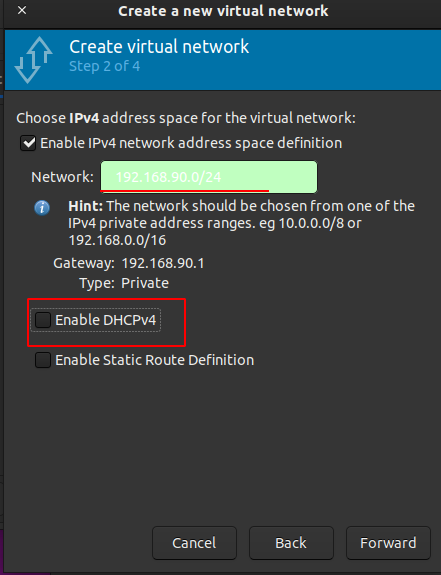 Create a new virtual network
Create virtual network
Step 2 of 4
Choose IPv4 address space for the virtual network:
Enable IPv4 network address space definition
Network: 192.168.90.0/24
Hint: The network should be chosen from one of the
IPv4 private address ranges. eg 10.0.0.0/8 or
192.168.0.0/16
Gateway: 192.168.90.1
Type: Private
Enable DHCPv4
Enable Static Route Definition
Cancel Back Forward